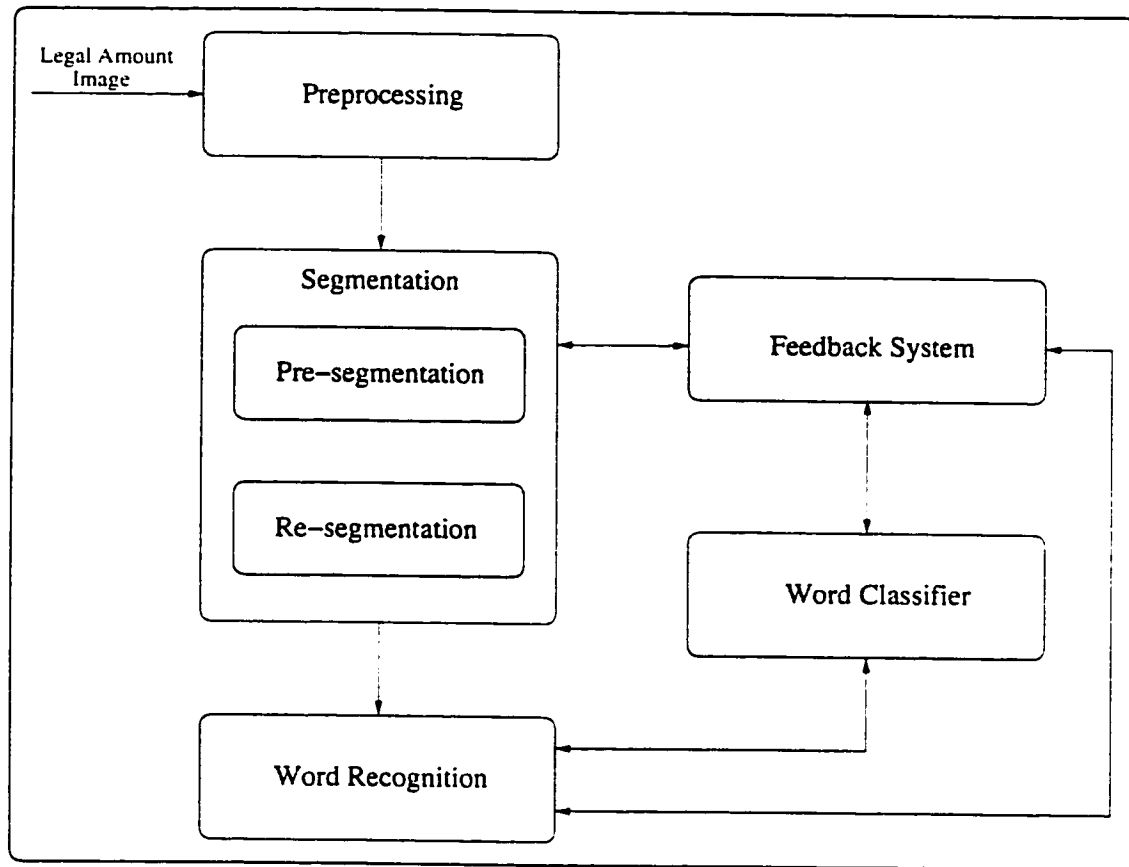 Legal Amount
Image
Preprocessing
Segmentation
Pre-segmentation
Re-segmentation
Feedback System
Word Classifier
Word Recognition